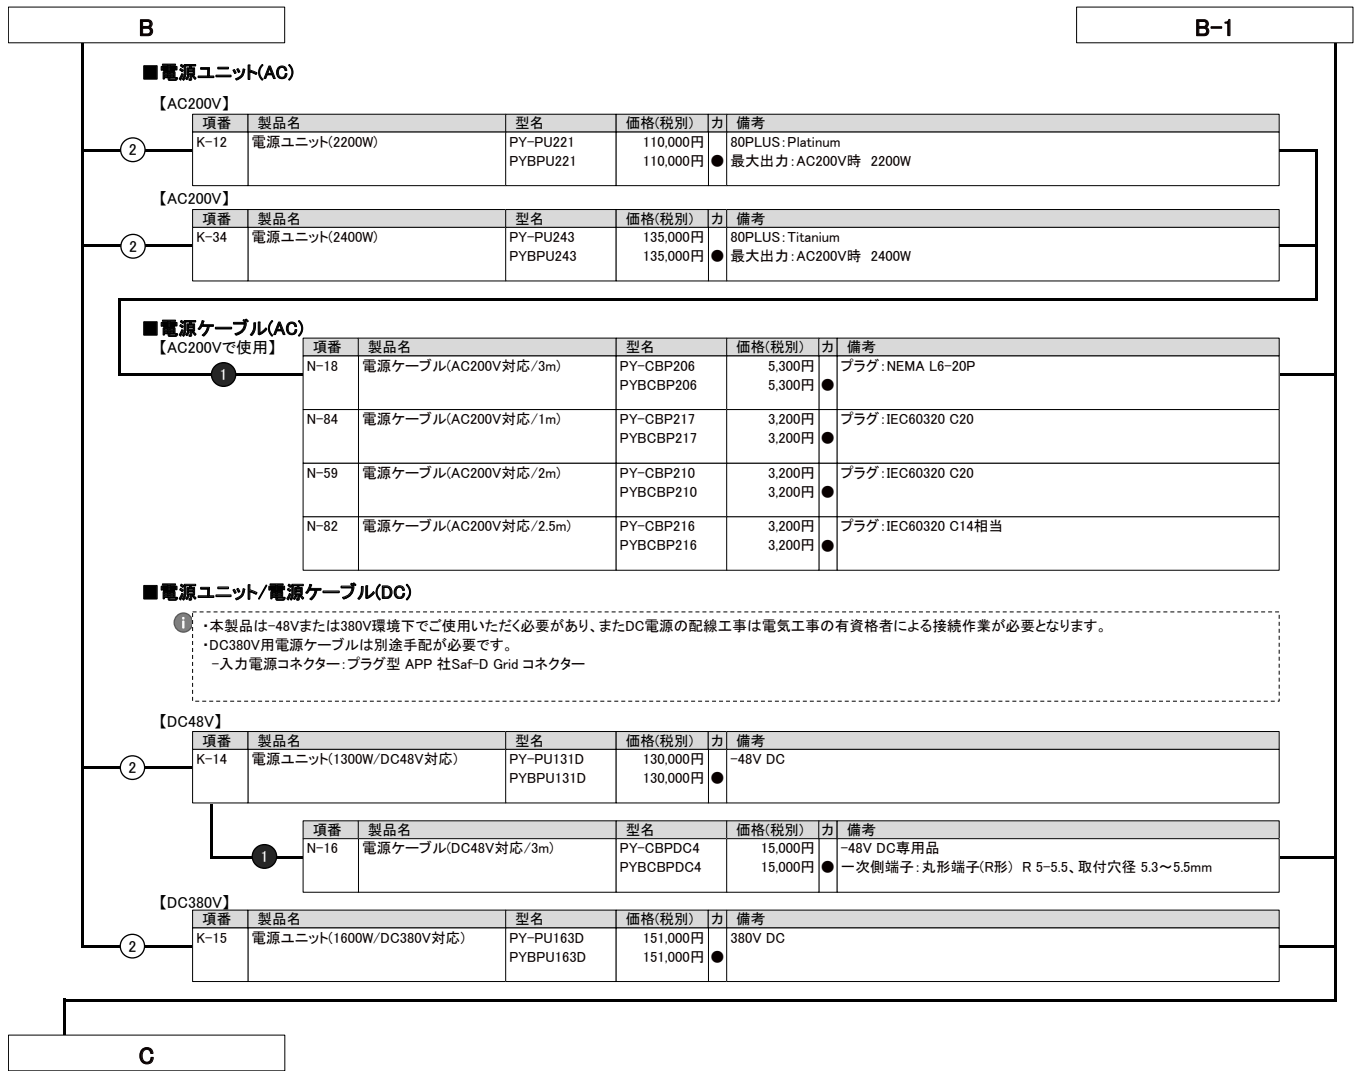 B
B-1
■電源ユニット(AC)
【AC200V】
項番 製品名 型名 価格(税別) カ 備考
② K-12 電源ユニット(2200W) PY-PU221 110,000円 80PLUS:Platinum
PYBPU221 110,000円 ● 最大出力:AC200V時 2200W
【AC200V】
項番 製品名 型名 価格(税別) カ 備考
② K-34 電源ユニット(2400W) PY-PU243 135,000円 80PLUS:Titanium
PYBPU243 135,000円 ● 最大出力:AC200V時 2400W
■電源ケーブル(AC)
【AC200Vで使用】 項番 製品名 型名 価格(税別) カ 備考
❶ N-18 電源ケーブル(AC200V対応/3m) PY-CBP206 5,300円 プラグ:NEMA L6-20P
PYBCBP206 5,300円 ●
N-84 電源ケーブル(AC200V対応/1m) PY-CBP217 3,200円 プラグ:IEC60320 C20
PYBCBP217 3,200円 ●
N-59 電源ケーブル(AC200V対応/2m) PY-CBP210 3,200円 プラグ:IEC60320 C20
PYBCBP210 3,200円 ●
N-82 電源ケーブル(AC200V対応/2.5m) PY-CBP216 3,200円 プラグ:IEC60320 C14相当
PYBCBP216 3,200円 ●
■電源ユニット/電源ケーブル(DC)
i ・本製品は-48Vまたは380V環境下でご使用いただく必要があり、またDC電源の配線工事は電気工事の有資格者による接続作業が必要となります。
・DC380V用電源ケーブルは別途手配が必要です。
-入力電源コネクター:プラグ型 APP 社Saf-D Grid コネクター
【DC48V】
項番 製品名 型名 価格(税別) カ 備考
② K-14 電源ユニット(1300W/DC48V対応) PY-PU131D 130,000円 -48V DC
PYBPU131D 130,000円 ●
項番 製品名 型名 価格(税別) カ 備考
❶ N-16 電源ケーブル(DC48V対応/3m) PY-CBPDC4 15,000円 -48V DC専用品
PYBCBPDC4 15,000円 ● 一次側端子:丸形端子(R形) R 5-5.5、取付穴径 5.3～5.5mm
【DC380V】
項番 製品名 型名 価格(税別) カ 備考
② K-15 電源ユニット(1600W/DC380V対応) PY-PU163D 151,000円 380V DC
PYBPU163D 151,000円 ●
C